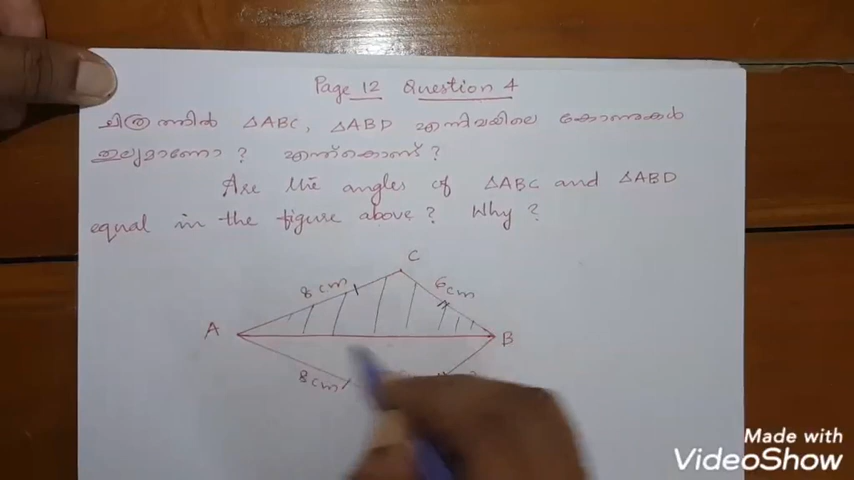 Page 12 Question 4
ചിത്രത്തിൽ ΔABC, ΔABD എന്നിവയിലെ കോണുകൾ
തുല്യമാണോ? എന്ത്കൊണ്ട്?
Are the angles of ΔABC and ΔABD
equal in the figure above? Why?
C
8cm 6cm
A B
8cm
Made with
VideoShow